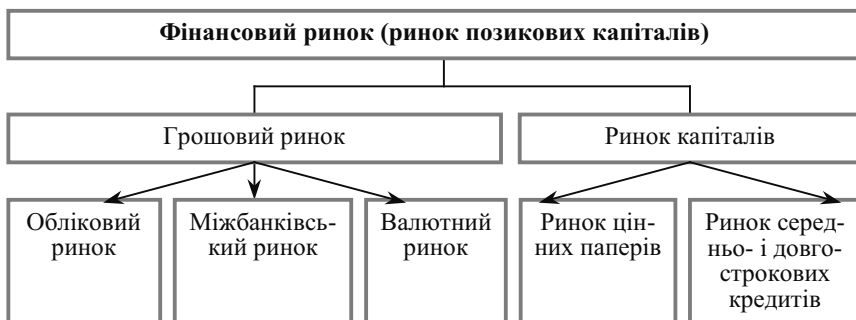 Фінансовий ринок (ринок позикових капіталів)
Грошовий ринок
Ринок капіталів
Обліковий
ринок
Міжбанківсь-
кий ринок
Валютний
ринок
Ринок цін-
них паперів
Ринок серед-
ньо- і довго-
строкових
кредитів